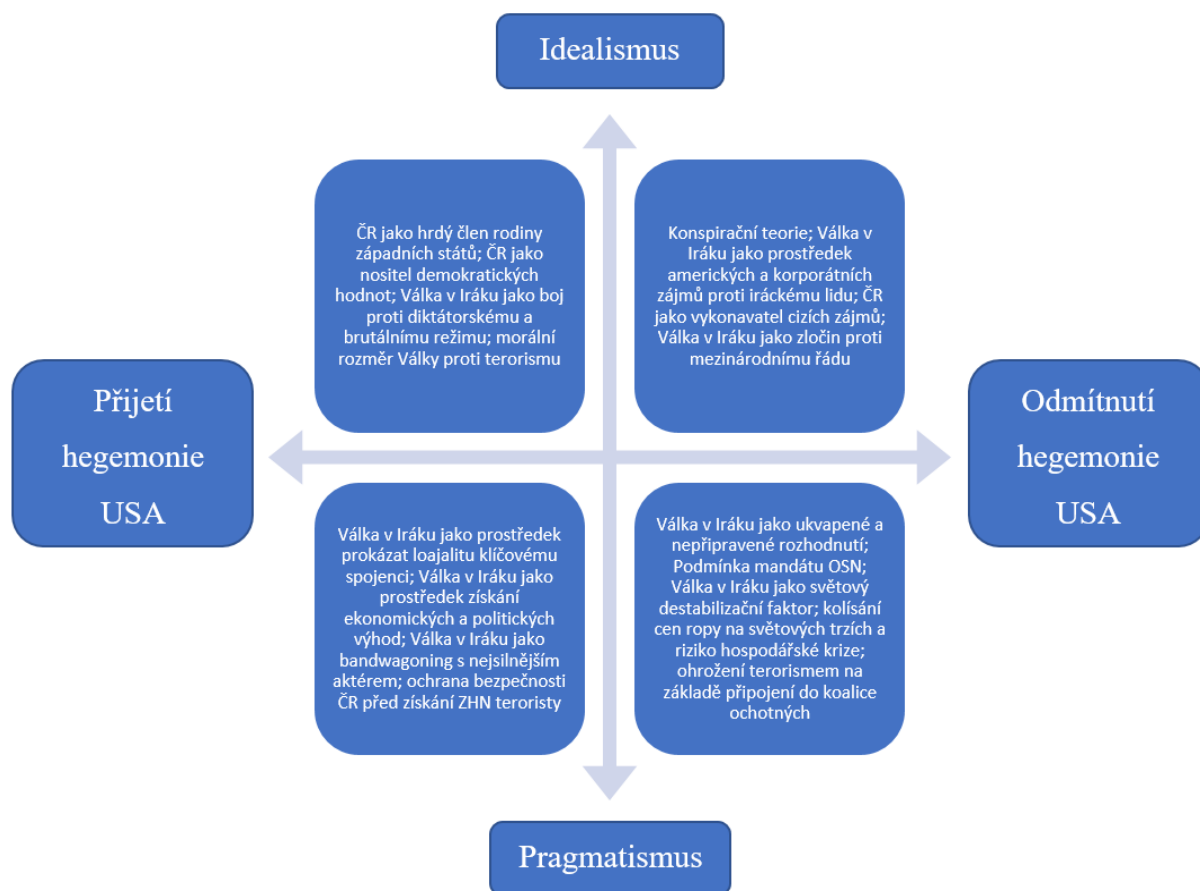 Idealismus
ČR jako hrdý člen rodiny
západních států; ČR jako
nositel demokratických
hodnot; Válka v Iráku jako boj
proti diktátorskému a
brutálnímu režimu; morální
rozměr Války proti terorismu
Konspirační teorie; Válka v
Iráku jako prostředek
amerických a korporátních
zájmů proti iráckému lidu; ČR
jako vykonavatel cizích zájmů;
Válka v Iráku jako zločin proti
mezinárodnímu řádu
Přijetí
hegemonie
USA
Odmítnutí
hegemonie
USA
Válka v Iráku jako prostředek
prokázat loajalitu klíčovému
spojenci; Válka v Iráku jako
prostředek získání
ekonomických a politických
výhod; Válka v Iráku jako
bandwagoning s nejsilnějším
aktérem; ochrana bezpečnosti
ČR před získání ZHN teroristy
Válka v Iráku jako ukvapené a
nepřipravené rozhodnutí;
Podmínka mandátu OSN;
Válka v Iráku jako světový
destabilizační faktor; kolísání
cen ropy na světových trzích a
riziko hospodářské krize;
ohrožení terorismem na
základě připojení do koalice
ochotných
Pragmatismus